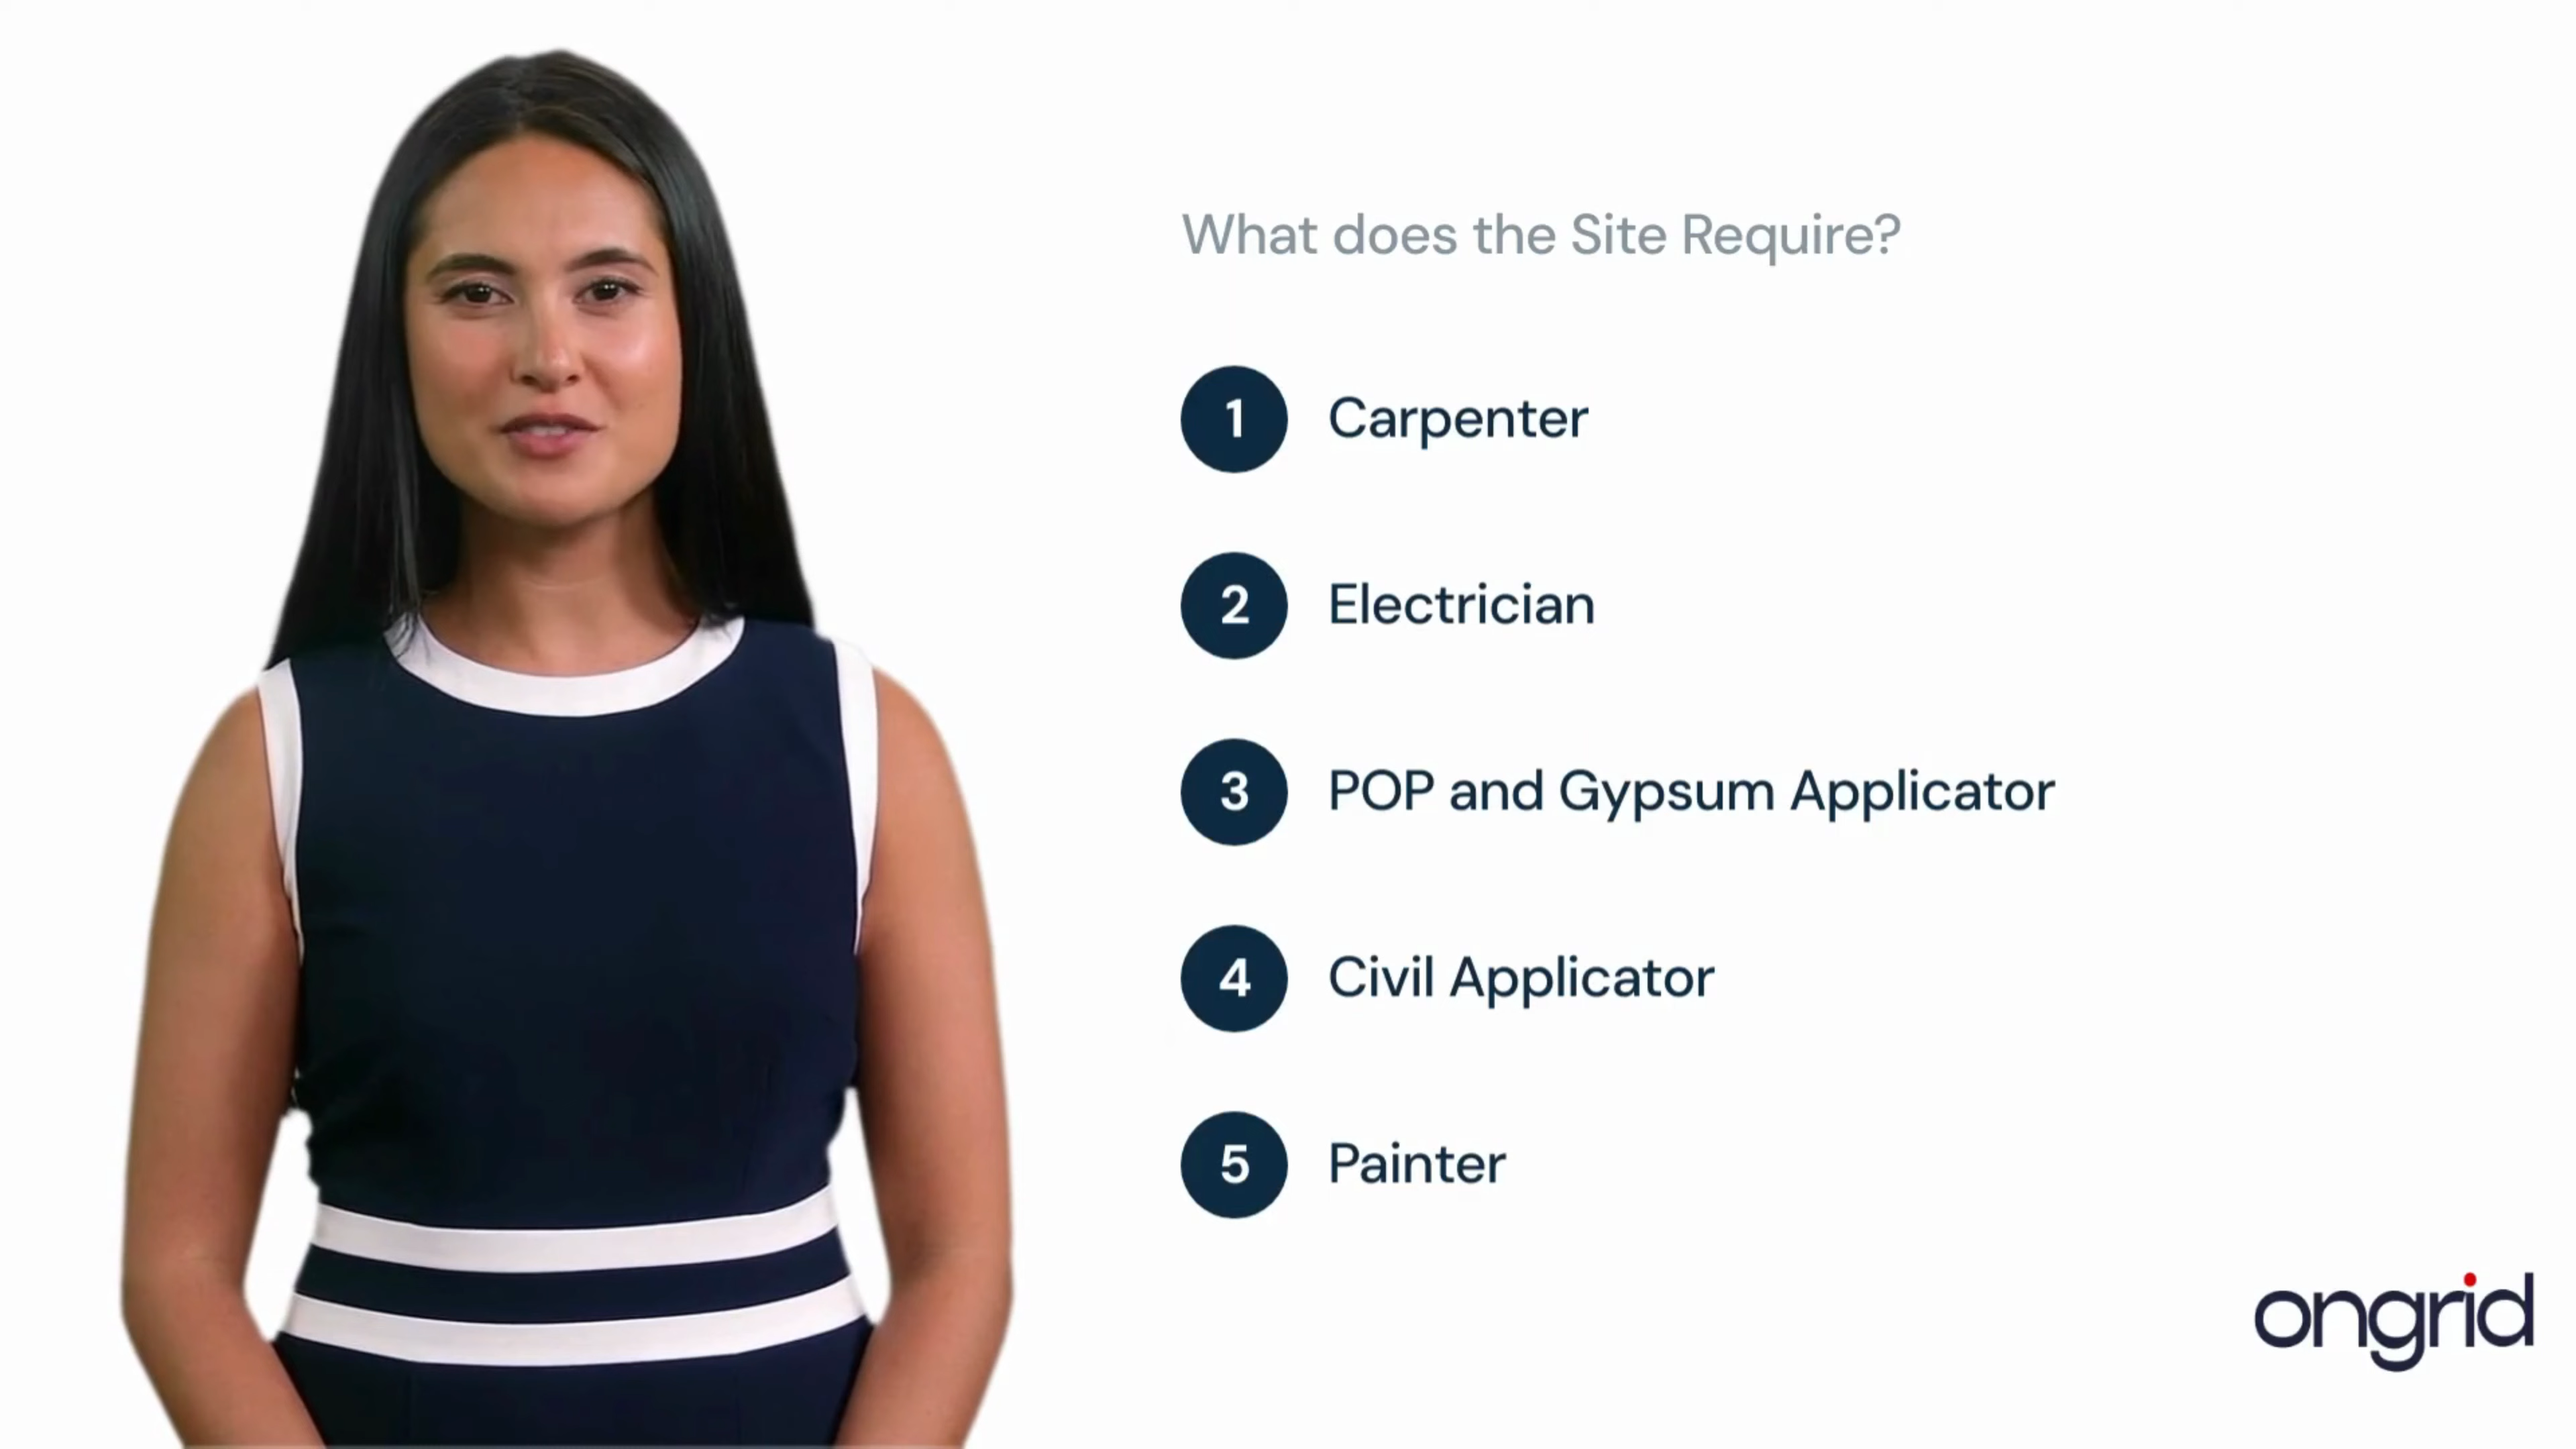 What does the Site Require?
1 Carpenter
2 Electrician
3 POP and Gypsum Applicator
4 Civil Applicator
5 Painter
ongrid